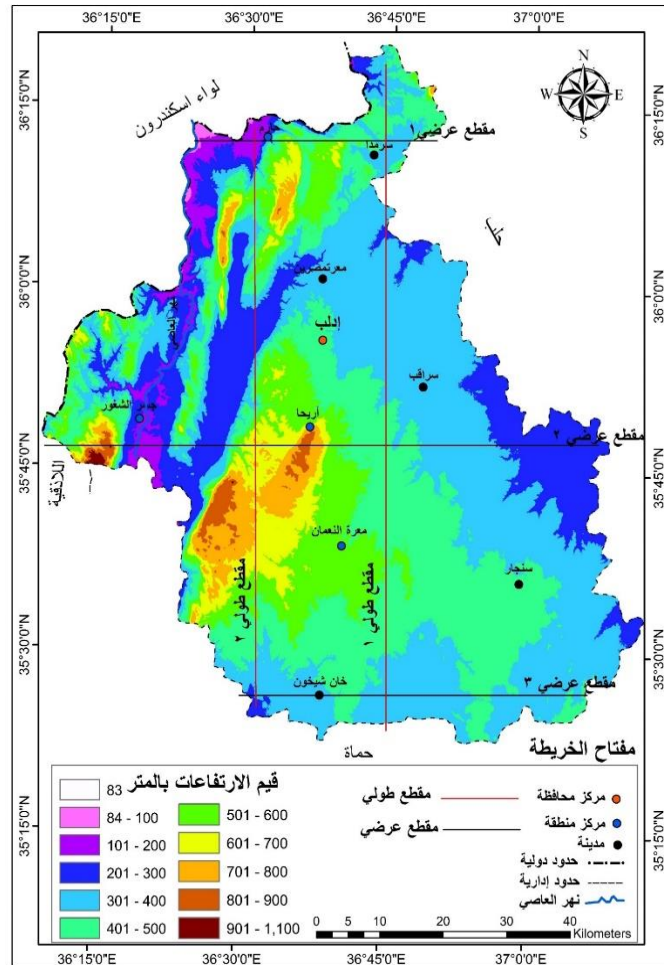 36°15'0"E 36°30'0"E 36°45'0"E 37°0'0"E
36°15'0"N 36°15'0"N
لواء اسكندرون
حارم
مقطع عرضي ١
سرمدا
حلب
36°0'0"N 36°0'0"N
معرتمصرين
نهر العاصي
إدلب
سراقب
جسر الشغور
أريحا
مقطع عرضي ٢
35°45'0"N 35°45'0"N
اللاذقية
معرة النعمان
سنجار
مقطع طولي ١
مقطع طولي ٢
35°30'0"N 35°30'0"N
مقطع عرضي ٣
خان شيخون
حماة
مفتاح الخريطة
قيم الارتفاعات بالمتر
83
84 - 100
101 - 200
201 - 300
301 - 400
401 - 500
501 - 600
601 - 700
701 - 800
801 - 900
901 - 1,100
مقطع طولي
مقطع عرضي
مركز محافظة
مركز منطقة
مدينة
حدود دولية
حدود إدارية
نهر العاصي
0 5 10 20 30 40
Kilometers
35°15'0"N 35°15'0"N
36°15'0"E 36°30'0"E 36°45'0"E 37°0'0"E
N
W E
S